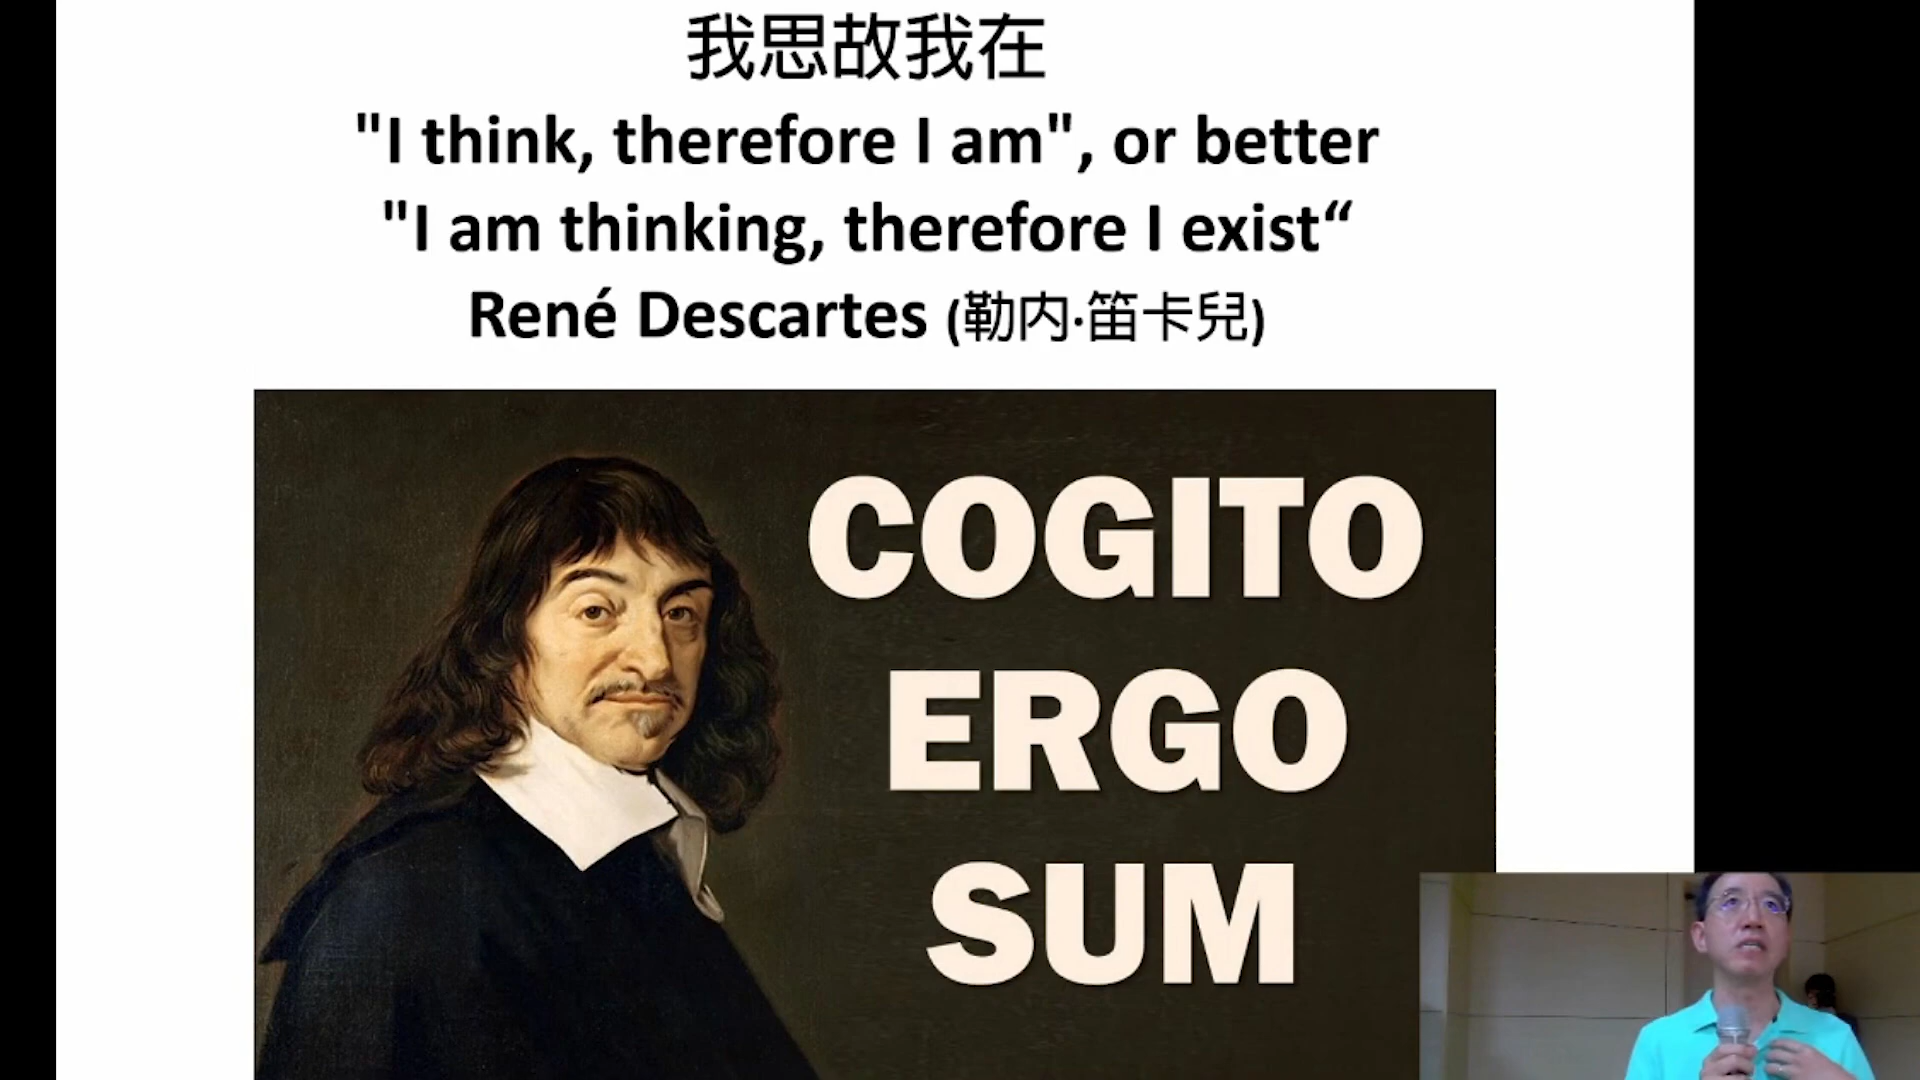 我思故我在
"I think, therefore I am", or better
"I am thinking, therefore I exist“
René Descartes (勒内·笛卡兒)
COGITO
ERGO
SUM